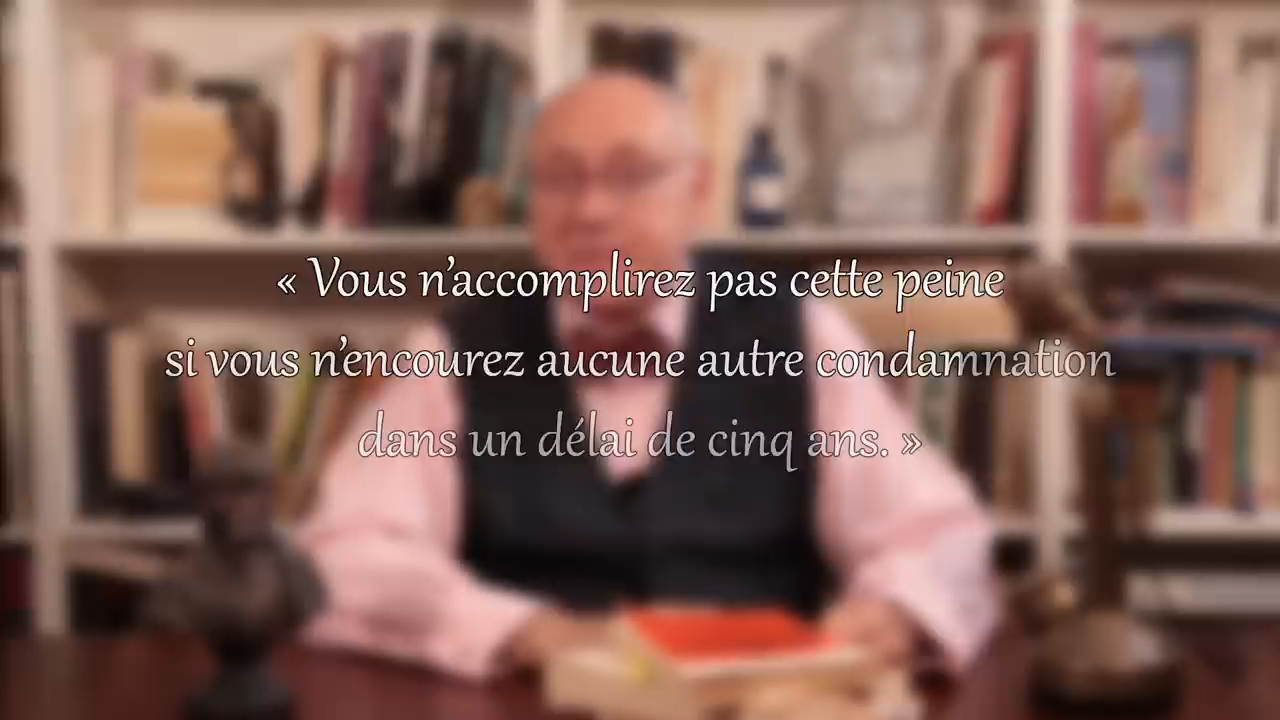 « Vous n’accomplirez pas cette peine
si vous n’encourez aucune autre condamnation
dans un délai de cinq ans. »